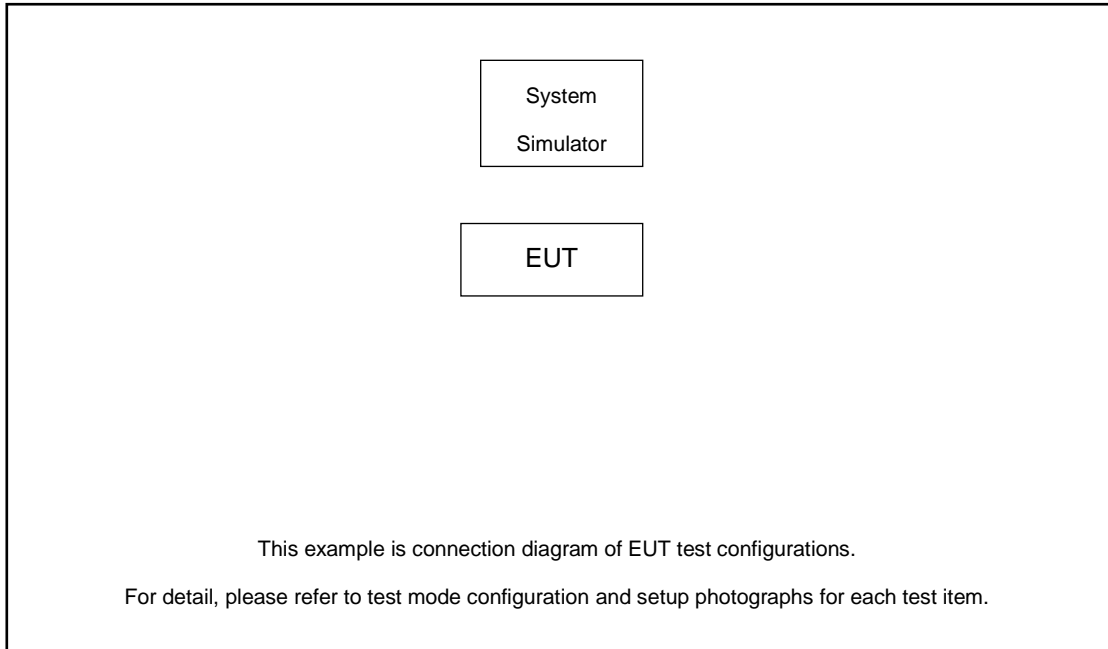 System
Simulator
EUT
This example is connection diagram of EUT test configurations.
For detail, please refer to test mode configuration and setup photographs for each test item.